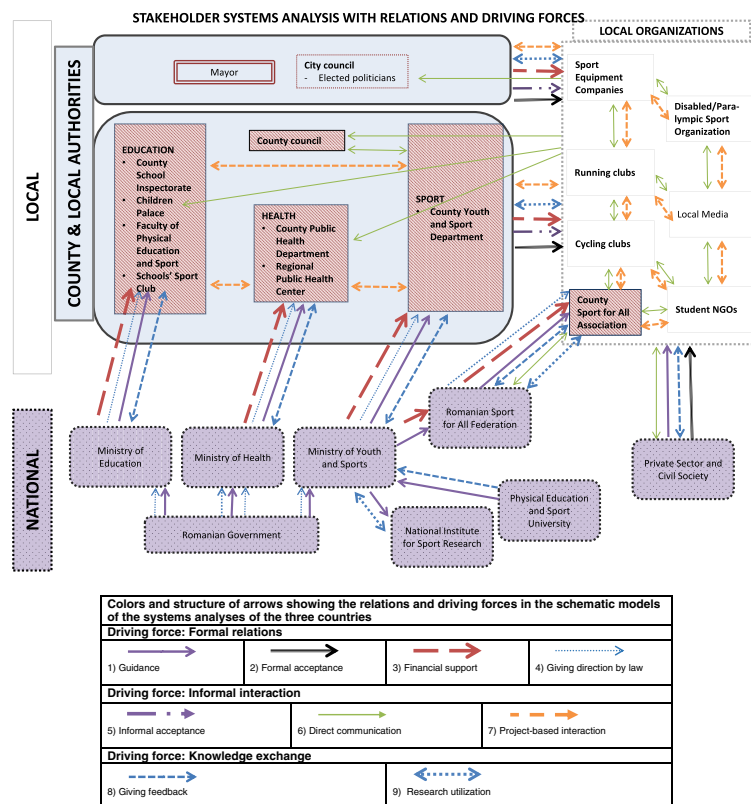 STAKEHOLDER SYSTEMS ANALYSIS WITH RELATIONS AND DRIVING FORCES
LOCAL ORGANIZATIONS
LOCAL
COUNTY & LOCAL AUTHORITIES
Mayor
City council
- Elected politicians
Sport
Equipment
Companies
Disabled/Para-
lympic Sport
Organization
EDUCATION
• County
School
Inspectorate
• Children
Palace
• Faculty of
Physical
Education
and Sport
• Schools' Sport
Club
County council
HEALTH
• County Public
Health
Department
• Regional
Public Health
Center
SPORT
• County Youth
and Sport
Department
Running clubs
Local Media
Cycling clubs
County
Sport for All
Association
Student NGOs
NATIONAL
Ministry of
Education
Ministry of Health
Ministry of Youth
and Sports
Romanian Sport
for All Federation
Private Sector and
Civil Society
Romanian Government
National Institute
for Sport Research
Physical Education
and Sport
University
Colors and structure of arrows showing the relations and driving forces in the schematic models
of the systems analyses of the three countries
Driving force: Formal relations
1) Guidance
2) Formal acceptance
3) Financial support
4) Giving direction by law
Driving force: Informal interaction
5) Informal acceptance
6) Direct communication
7) Project-based interaction
Driving force: Knowledge exchange
8) Giving feedback
9) Research utilization